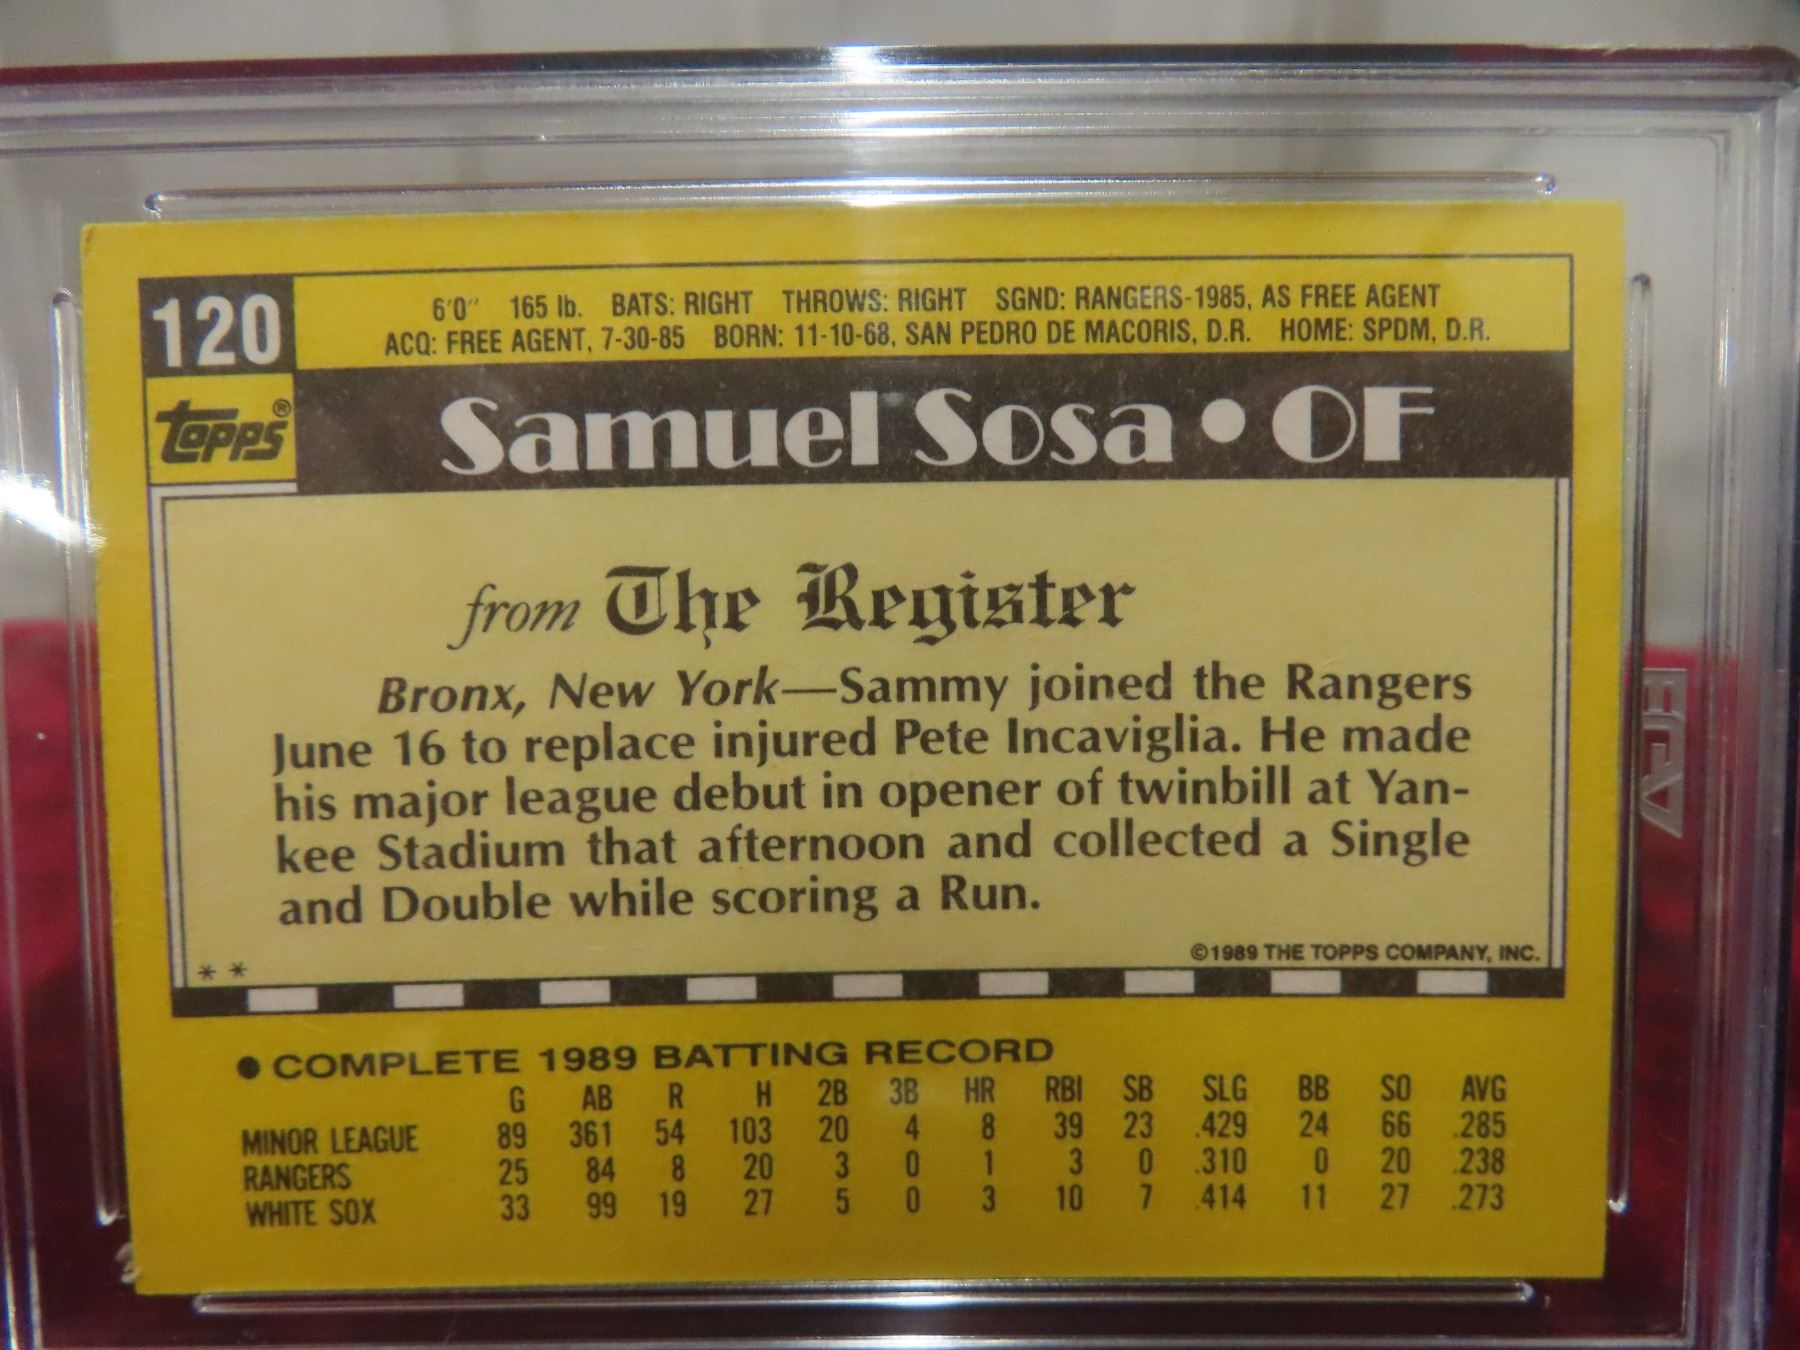 120
6'0" 165 lb. BATS: RIGHT THROWS: RIGHT SGND: RANGERS-1985, AS FREE AGENT
ACQ: FREE AGENT, 7-30-85 BORN: 11-10-68, SAN PEDRO DE MACORIS, D.R. HOME: SPDM, D.R.
topps®
Samuel Sosa • OF
from The Register
Bronx, New York—Sammy joined the Rangers
June 16 to replace injured Pete Incaviglia. He made
his major league debut in opener of twinbill at Yan-
kee Stadium that afternoon and collected a Single
and Double while scoring a Run.
©1989 THE TOPPS COMPANY, INC.
* *
• COMPLETE 1989 BATTING RECORD
G AB R H 2B 3B HR RBI SB SLG BB SO AVG
MINOR LEAGUE 89 361 54 103 20 4 8 39 23 .429 24 66 .285
RANGERS 25 84 8 20 3 0 1 3 0 .310 0 20 .238
WHITE SOX 33 99 19 27 5 0 3 10 7 .414 11 27 .273